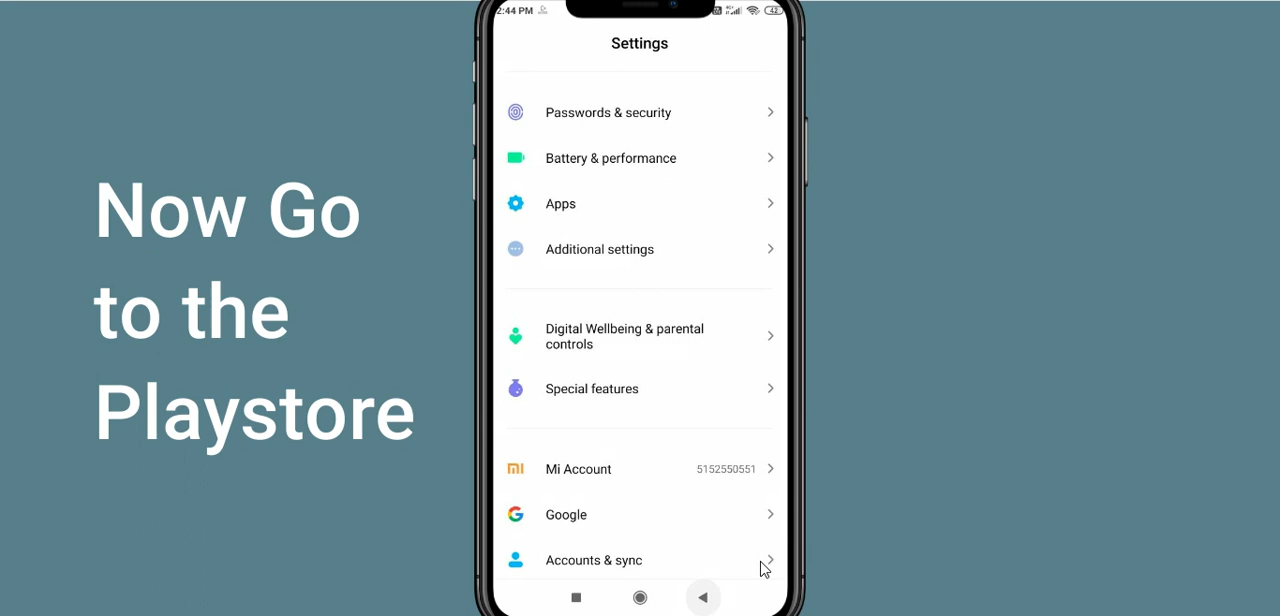 Now Go
to the
Playstore
2:44 PM
42
Settings
Passwords & security
Battery & performance
Apps
Additional settings
Digital Wellbeing & parental
controls
Special features
Mi Account 5152550551
Google
Accounts & sync